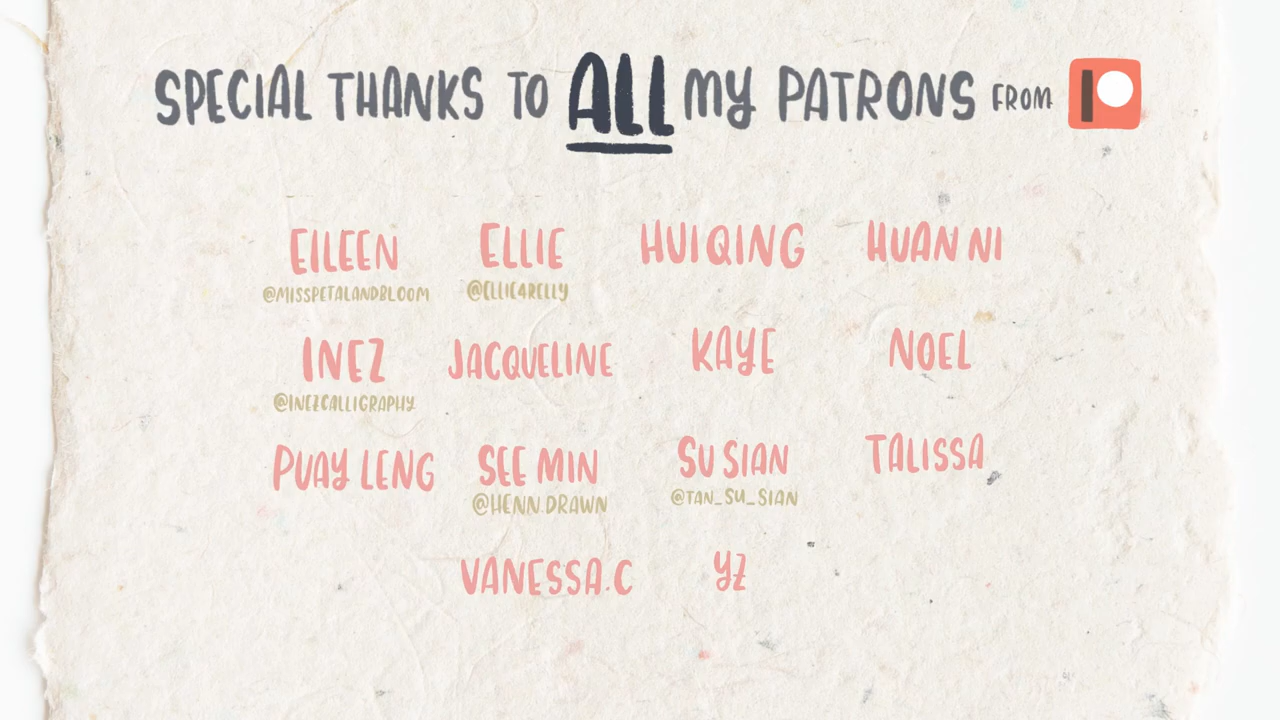 SPECIAL THANKS TO ALL MY PATRONS FROM
EILEEN ELLIE HUIQING HUAN NI
@MISSPETALANDBLOOM @ELLIE4RELLY
INEZ JACQUELINE KAYE NOEL
@INEZCALLIGRAPHY
PUAY LENG SEE MIN SU SIAN TALISSA
@HENN.DRAWN @TAN_SU_SIAN
VANESSA.C YZ